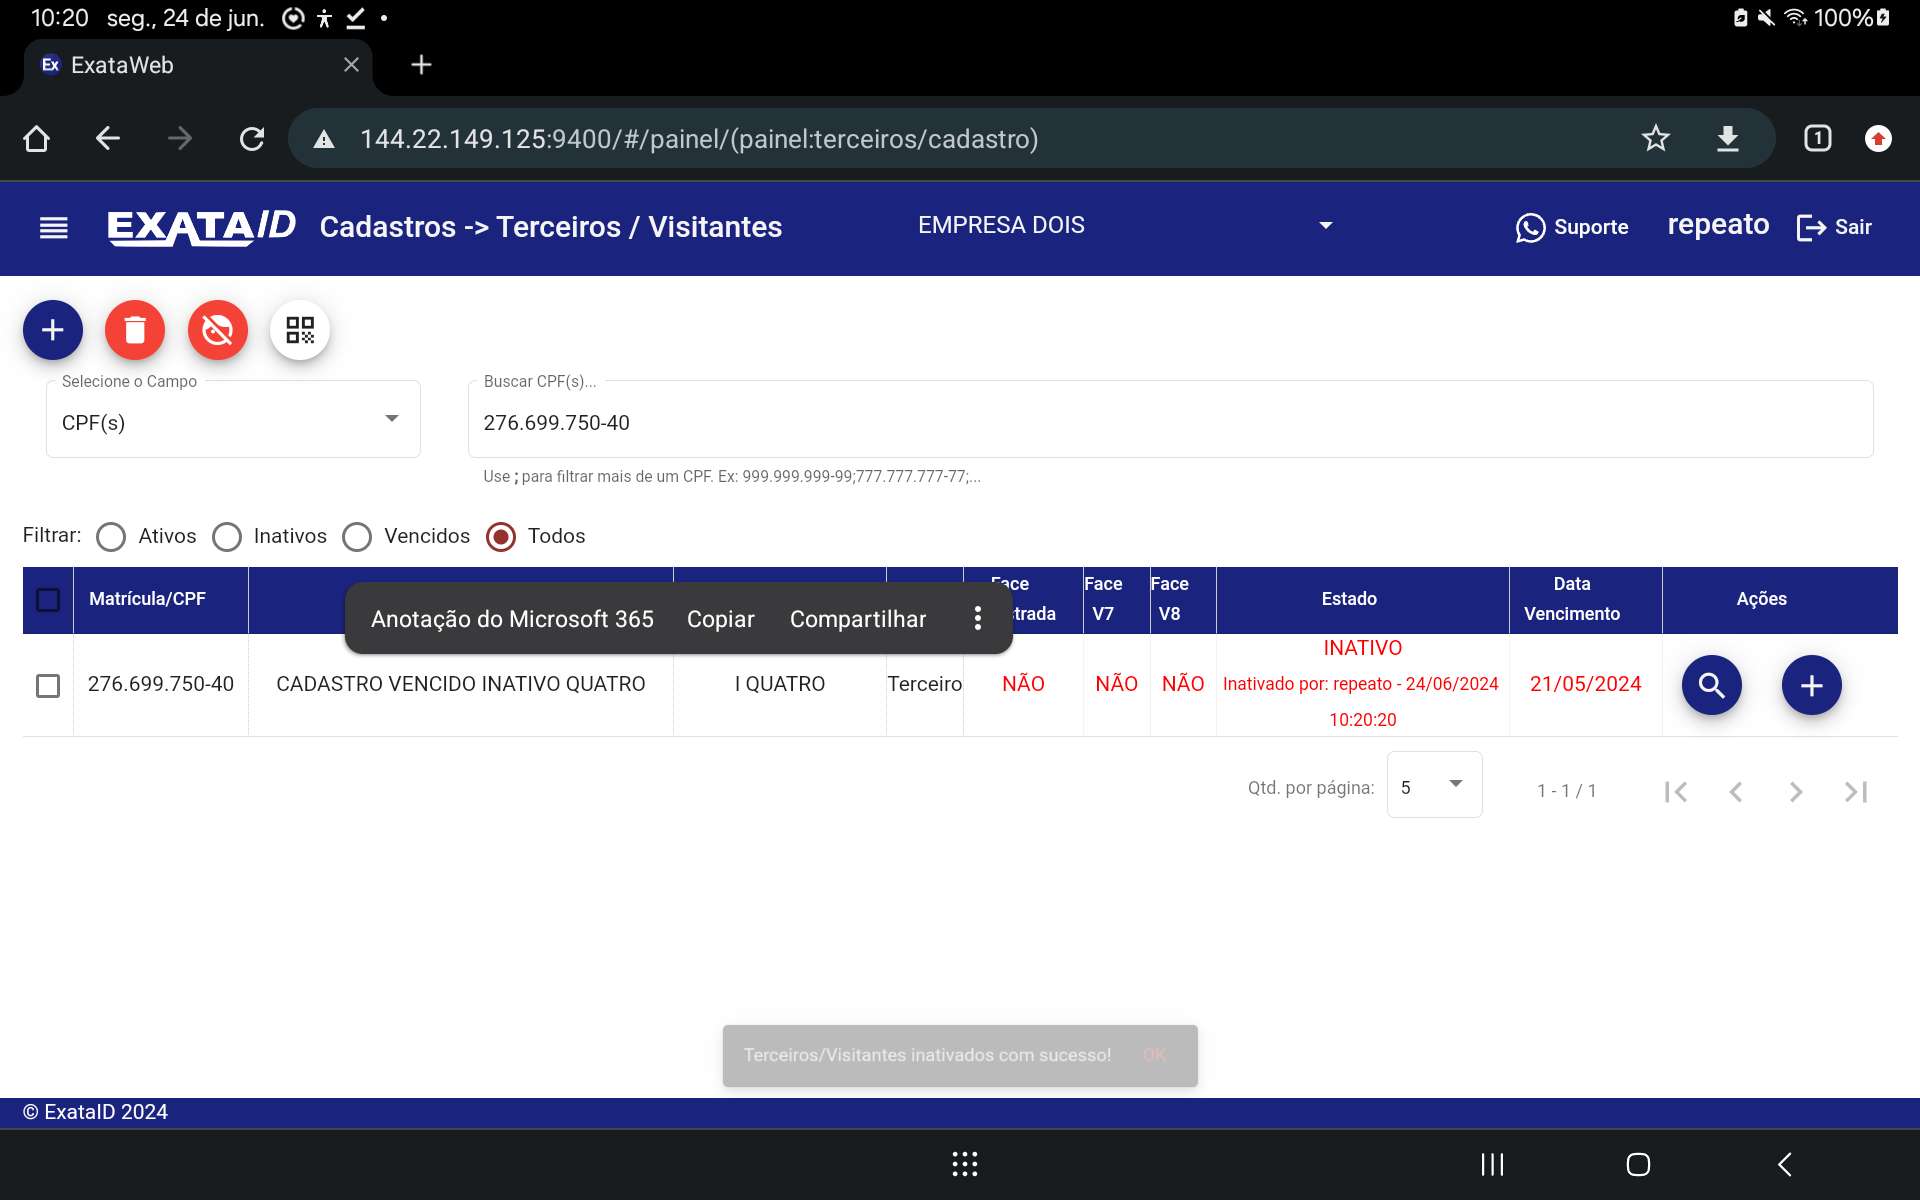 10:20 seg., 24 de jun. 100%
Ex ExataWeb
144.22.149.125:9400/#/painel/(painel:terceiros/cadastro) 1
EXATAID Cadastros -> Terceiros / Visitantes EMPRESA DOIS Suporte repeato Sair
Selecione o Campo Buscar CPF(s)...
CPF(s) 276.699.750-40
Use ; para filtrar mais de um CPF. Ex: 999.999.999-99;777.777.777-77;...
Filtrar: Ativos Inativos Vencidos Todos
Matrícula/CPF Face V7 Face V8 Estado Data Vencimento Ações
Anotação do Microsoft 365 Copiar Compartilhar
276.699.750-40 CADASTRO VENCIDO INATIVO QUATRO I QUATRO Terceiro NÃO NÃO NÃO INATIVO
Inativado por: repeato - 24/06/2024
10:20:20
21/05/2024
Qtd. por página: 5 1 - 1 / 1
Terceiros/Visitantes inativados com sucesso! OK
© ExataID 2024